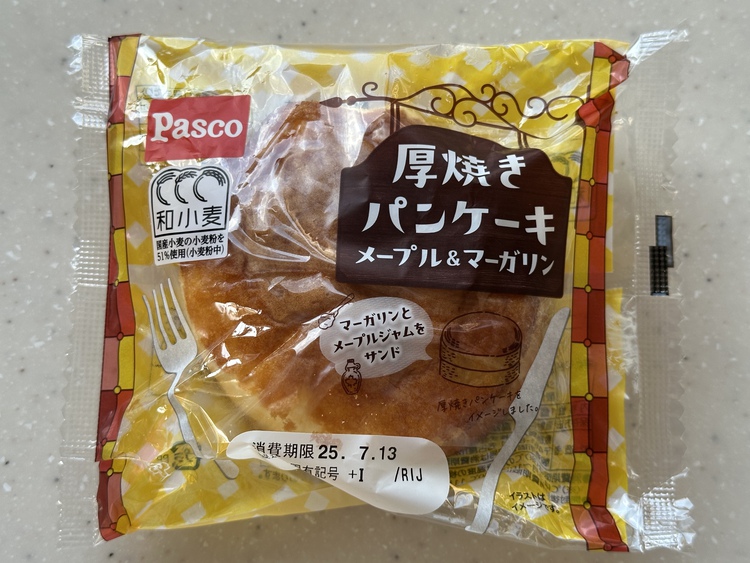 Pasco
和小麦
国産小麦の小麦粉を
51%使用(小麦粉中)
厚焼き
パンケーキ
メープル&マーガリン
マーガリンと
メープルジャムを
サンド
厚焼きパンケーキを
イメージしました。
消費期限 25. 7.13
有記号 +I /RIJ
イラストは
イメージです。